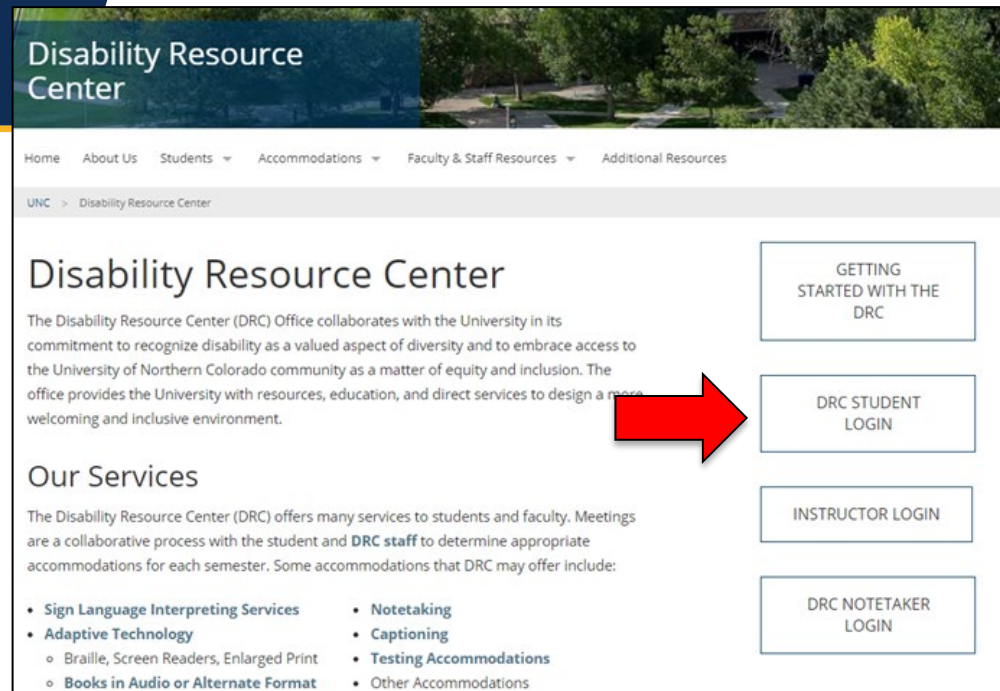 Disability Resource
Center
Home About Us Students Accommodations Faculty & Staff Resources Additional Resources
UNC > Disability Resource Center
Disability Resource Center
The Disability Resource Center (DRC) Office collaborates with the University in its
commitment to recognize disability as a valued aspect of diversity and to embrace access to
the University of Northern Colorado community as a matter of equity and inclusion. The
office provides the University with resources, education, and direct services to design a more
welcoming and inclusive environment.
Our Services
The Disability Resource Center (DRC) offers many services to students and faculty. Meetings
are a collaborative process with the student and DRC staff to determine appropriate
accommodations for each semester. Some accommodations that DRC may offer include:
• Sign Language Interpreting Services
• Adaptive Technology
◦ Braille, Screen Readers, Enlarged Print
◦ Books in Audio or Alternate Format
• Notetaking
• Captioning
• Testing Accommodations
• Other Accommodations
GETTING
STARTED WITH THE
DRC
DRC STUDENT
LOGIN
INSTRUCTOR LOGIN
DRC NOTETAKER
LOGIN